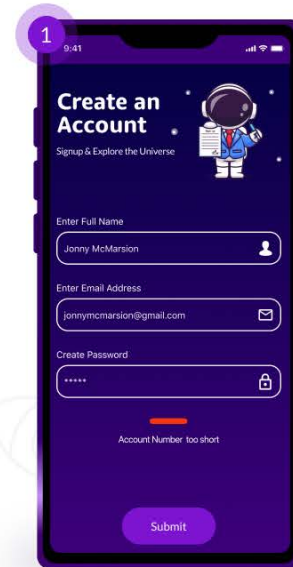 1
9:41
Create an
Account
Signup & Explore the Universe
Enter Full Name
Jonny McMarsion
Enter Email Address
jonnymcmarsion@gmail.com
Create Password
*****
Account Number too short
Submit